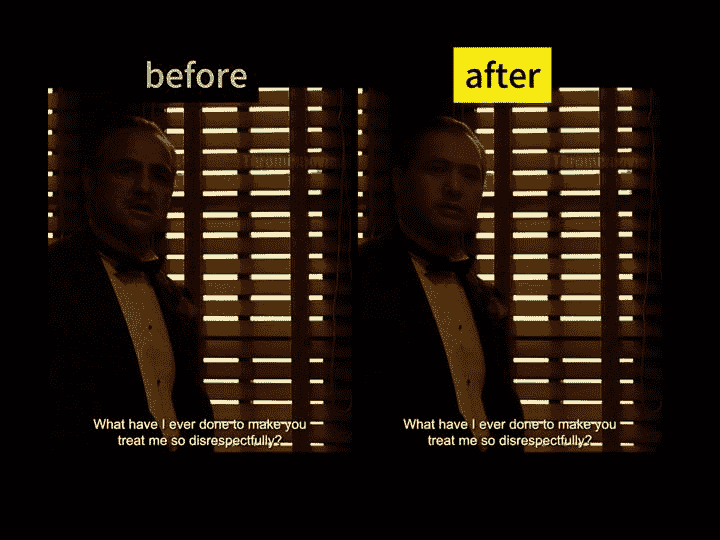 before
after
What have I ever done to make you
treat me so disrespectfully?
What have I ever done to make you
treat me so disrespectfully?